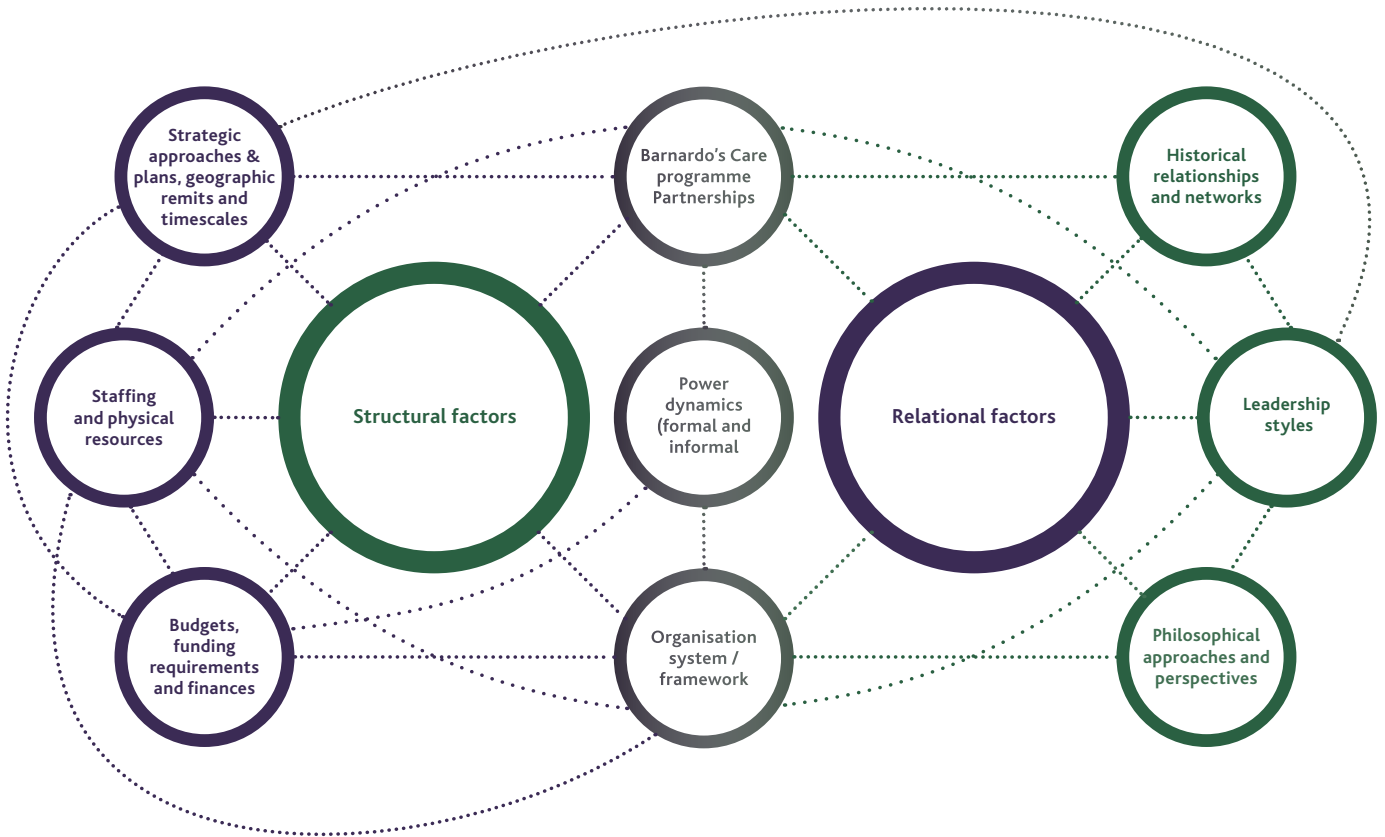 Strategic
approaches &
plans, geographic
remits and
timescales
Barnardo's Care
programme
Partnerships
Historical
relationships
and networks
Staffing
and physical
resources
Structural factors
Power
dynamics
(formal and
informal
Relational factors
Leadership
styles
Budgets,
funding
requirements
and finances
Organisation
system /
framework
Philosophical
approaches and
perspectives